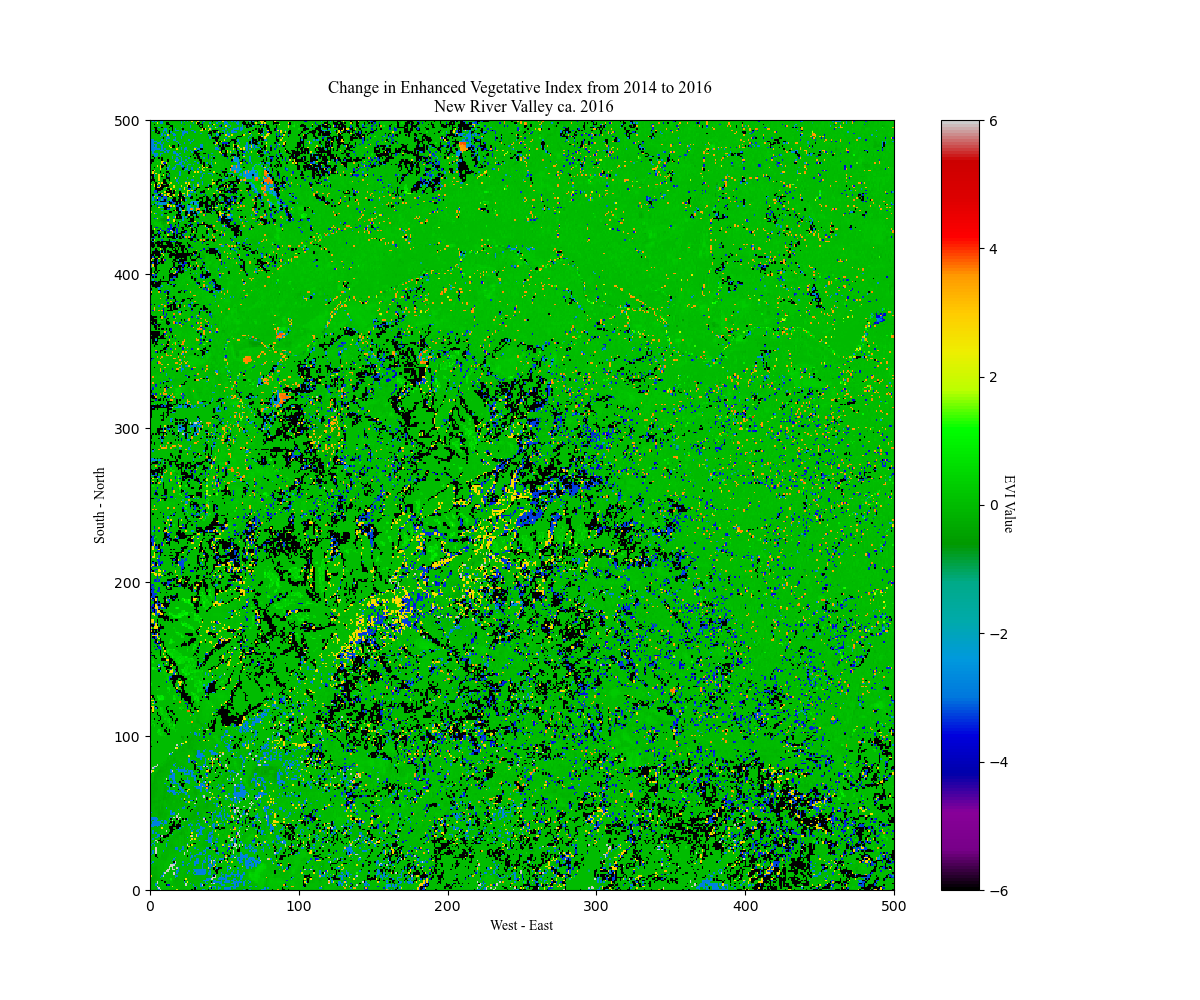 Change in Enhanced Vegetative Index from 2014 to 2016
New River Valley ca. 2016
500
400
300
200
100
0
South - North
0 100 200 300 400 500
West - East
6
4
2
0
−2
−4
−6
EVI Value